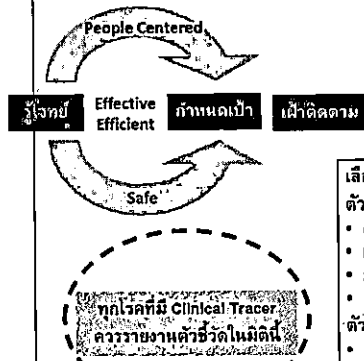 People Centered
รู้โจทย์
Effective
Efficient
กำหนดเป้า
เฝ้าติดตาม
Safe
เลือ
ตัว
ทุกโรคที่มี Clinical Tracer
ควรรายงานตัวชี้วัดในมิตินี้
ตัว